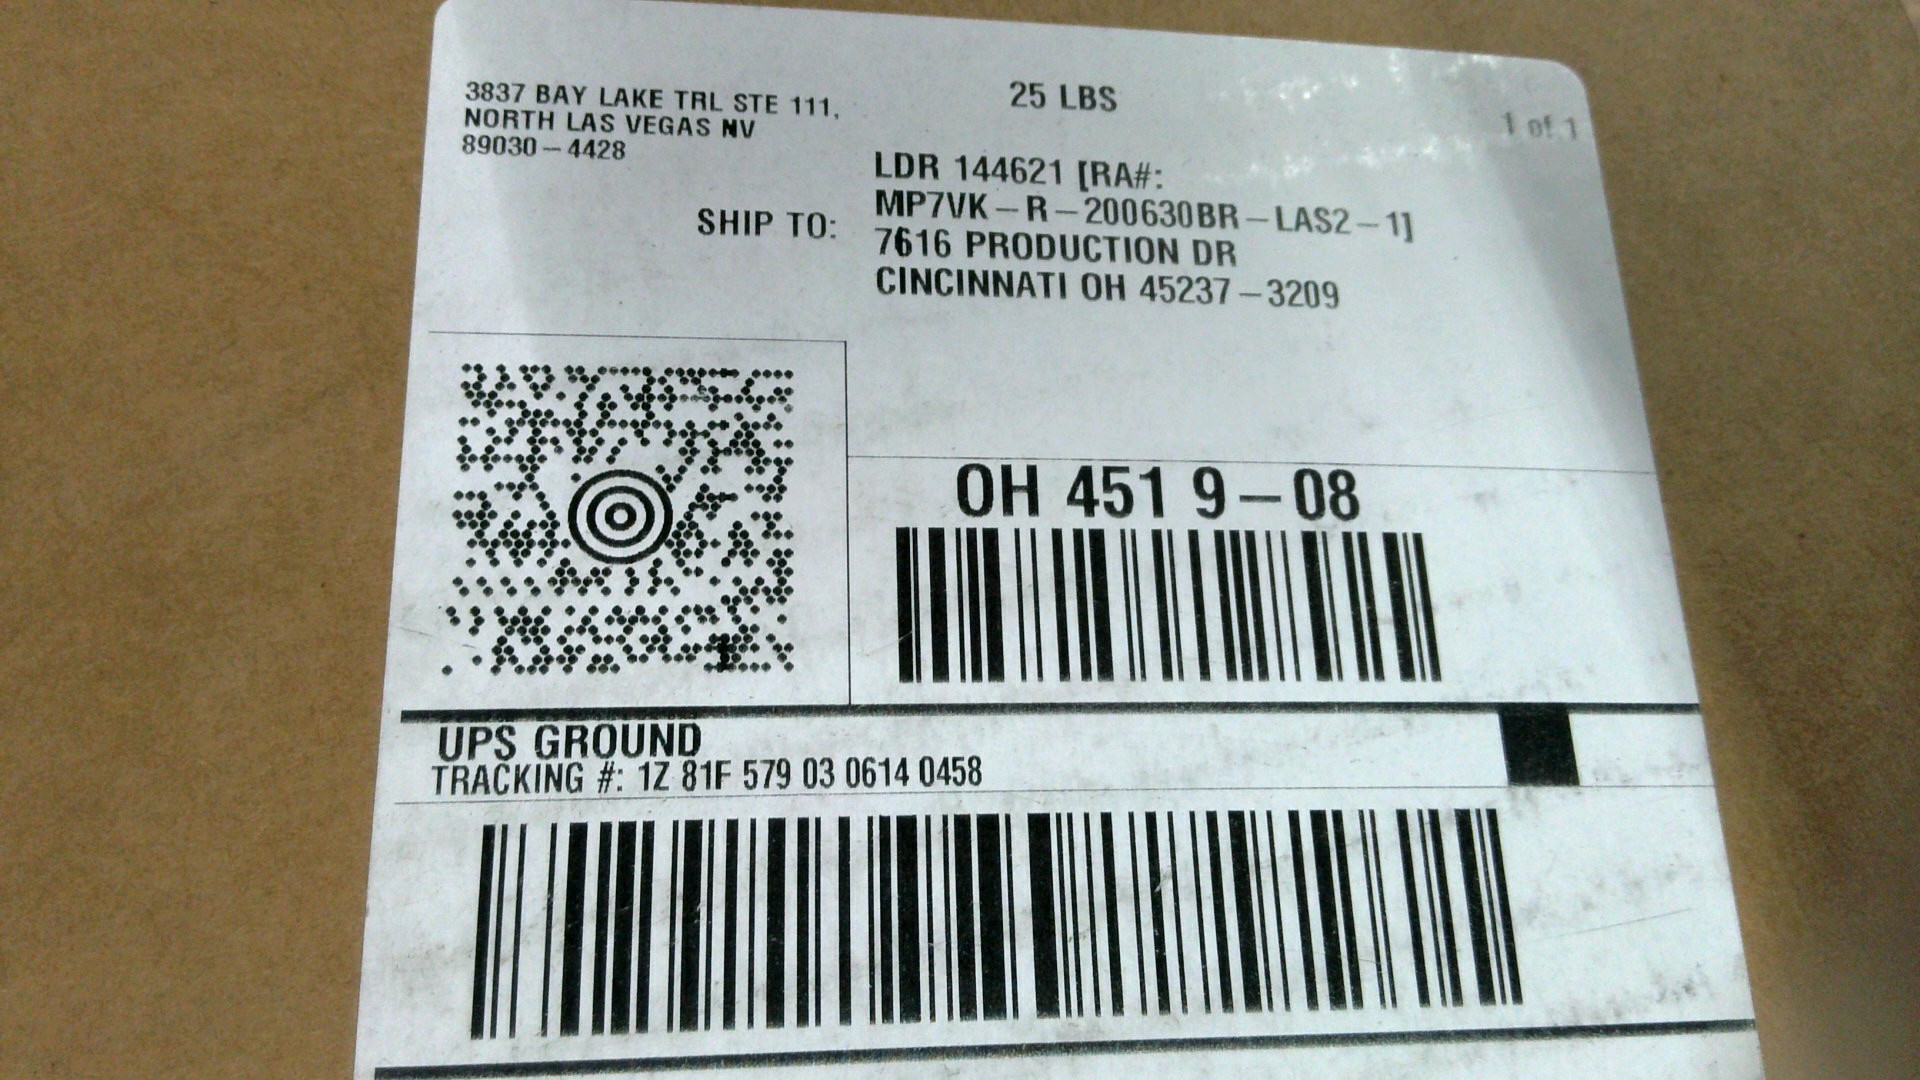 3837 BAY LAKE TRL STE 111,
NORTH LAS VEGAS NV
89030-4428
25 LBS
1 of 1
SHIP TO:
LDR 144621 [RA#:
MP7VK-R-200630BR-LAS2-1]
7616 PRODUCTION DR
CINCINNATI OH 45237-3209
OH 451 9-08
UPS GROUND
TRACKING #: 1Z 81F 579 03 0614 0458